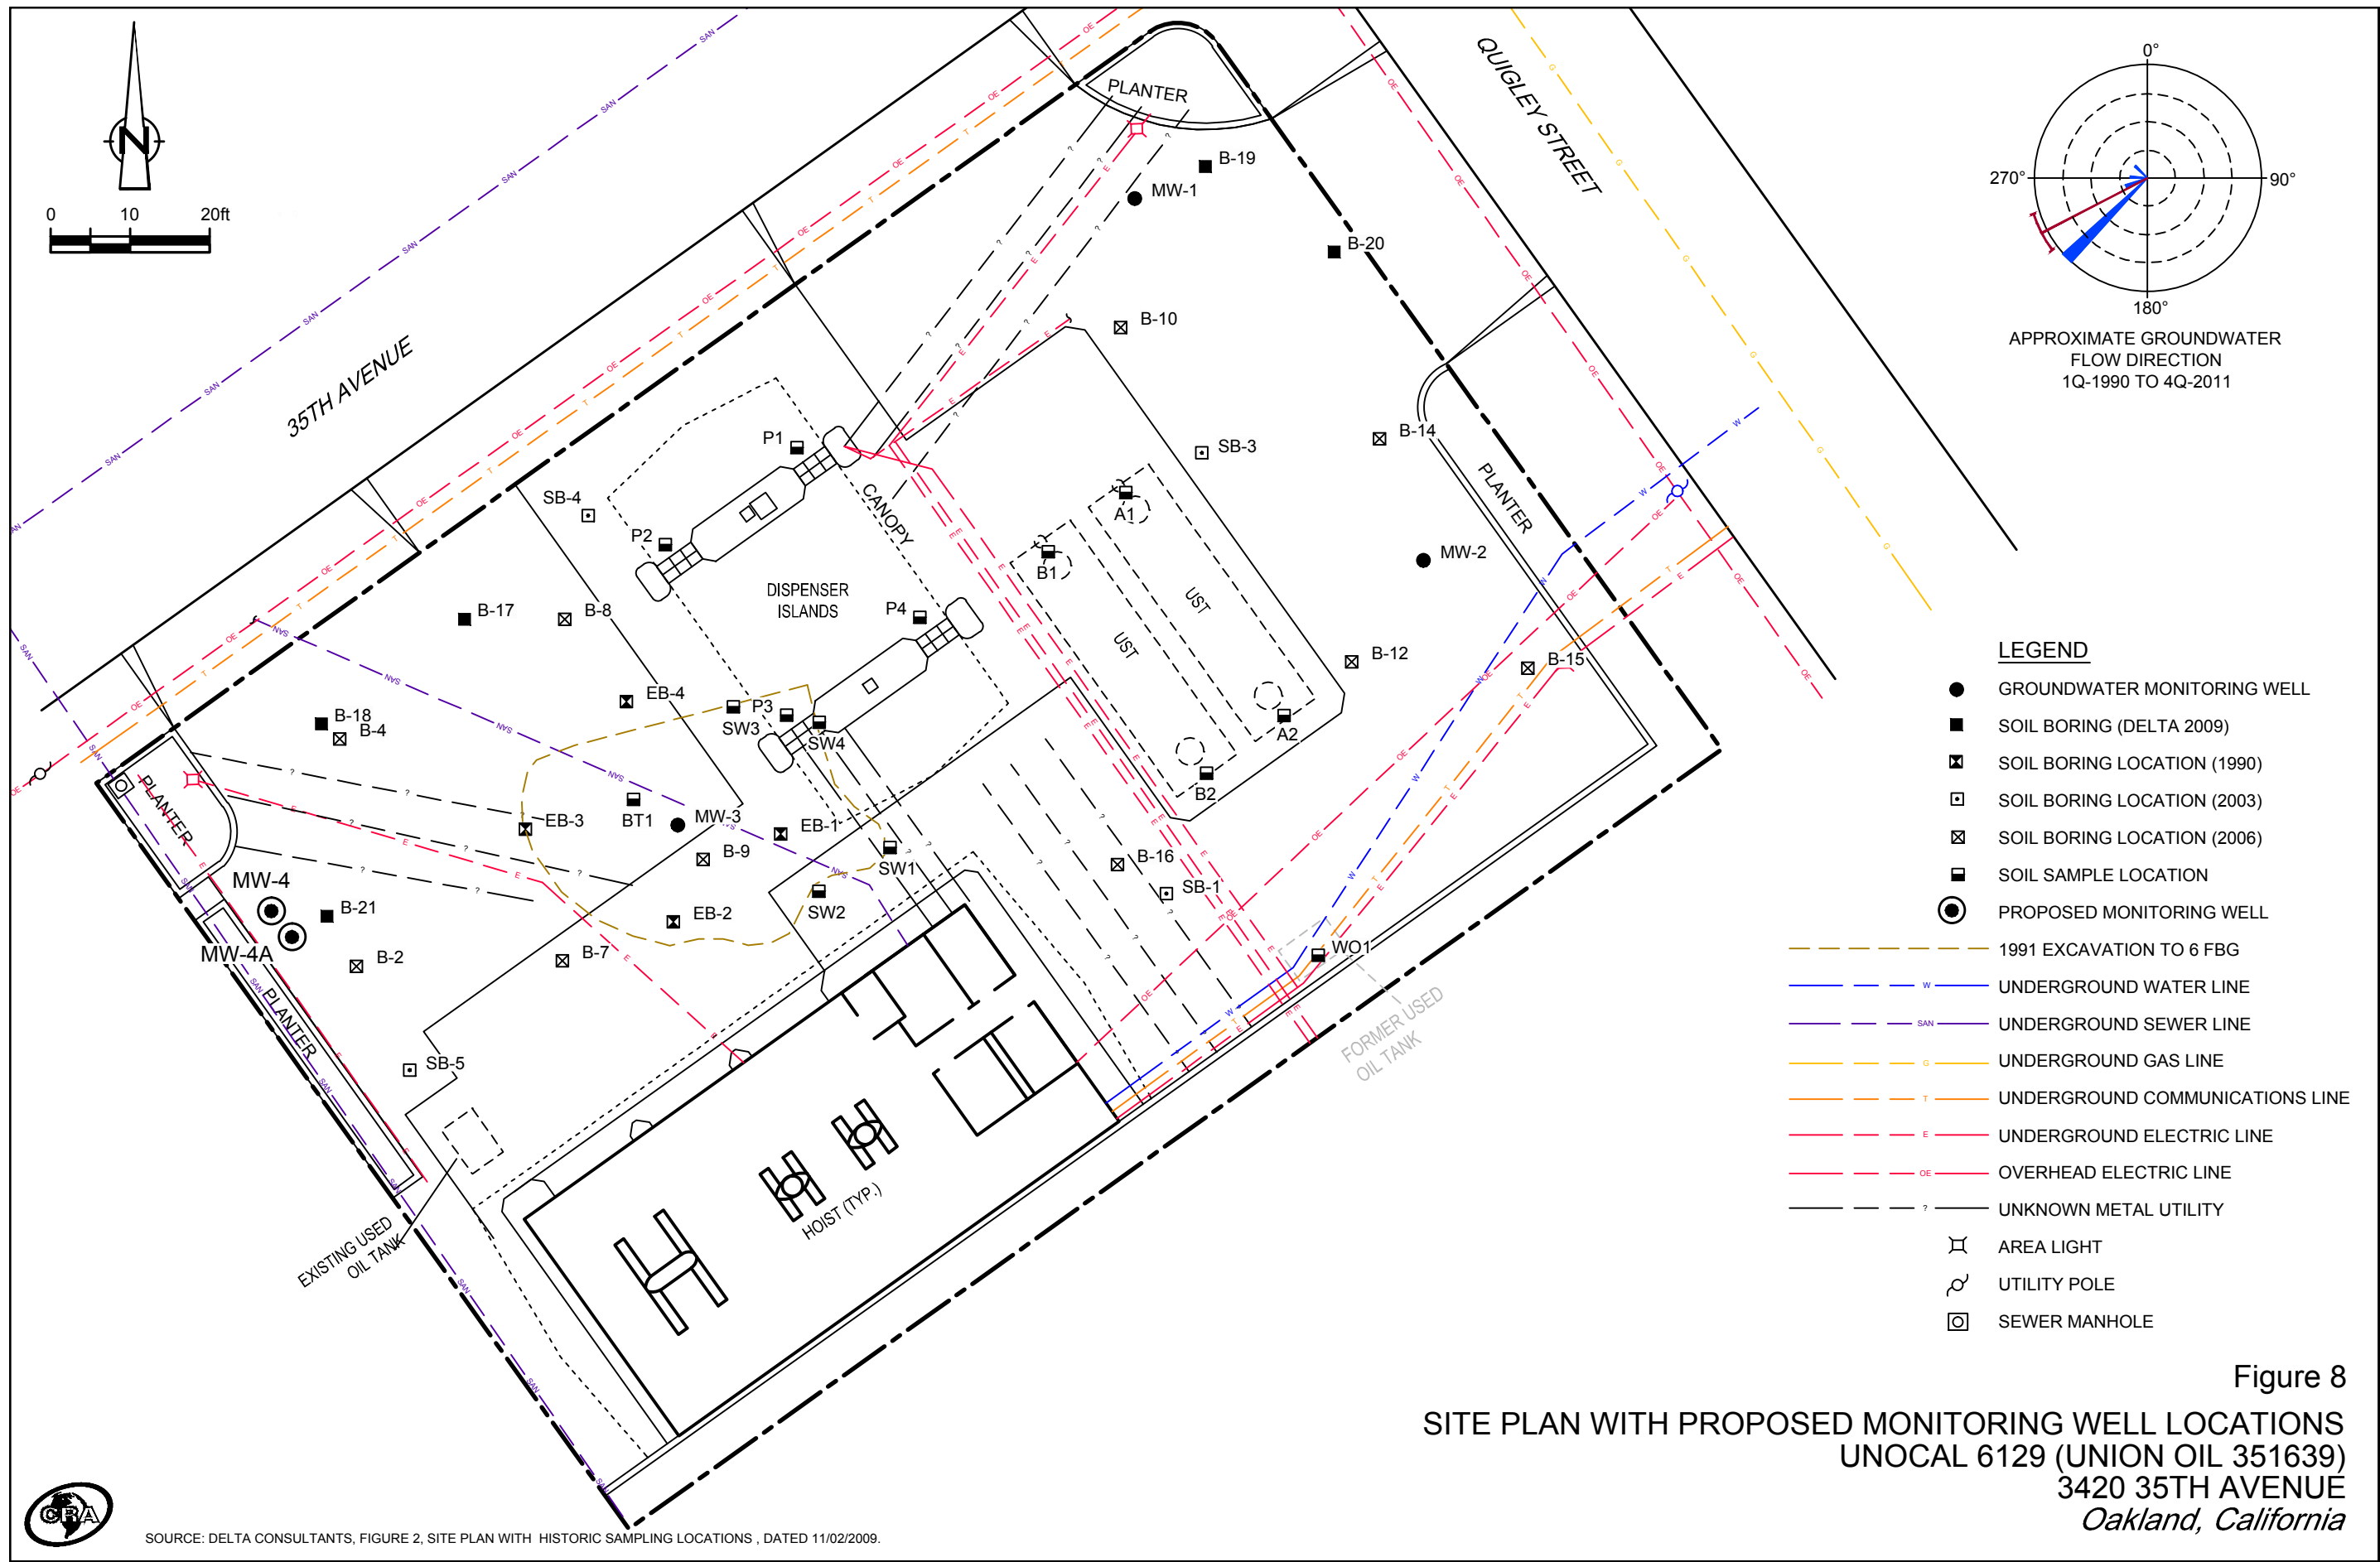 N
0 10 20ft
35TH AVENUE
QUIGLEY STREET
0°
270°
90°
180°
APPROXIMATE GROUNDWATER
FLOW DIRECTION
1Q-1990 TO 4Q-2011
PLANTER
B-19
MW-1
B-20
B-10
B-14
SB-3
PLANTER
MW-2
P1
SB-4
P2
CANOPY
A1
B1
UST
UST
DISPENSER
ISLANDS
P4
B-17
B-8
B-12
B-15
EB-4
P3
SW3
SW4
A2
B2
B-18
B-4
PLANTER
EB-3
BT1
MW-3
EB-1
B-9
SW1
B-16
SB-1
SW2
EB-2
MW-4
B-21
MW-4A
B-2
B-7
WO1
PLANTER
FORMER USED
OIL TANK
SB-5
EXISTING USED
OIL TANK
HOIST (TYP.)
LEGEND
GROUNDWATER MONITORING WELL
SOIL BORING (DELTA 2009)
SOIL BORING LOCATION (1990)
SOIL BORING LOCATION (2003)
SOIL BORING LOCATION (2006)
SOIL SAMPLE LOCATION
PROPOSED MONITORING WELL
1991 EXCAVATION TO 6 FBG
W UNDERGROUND WATER LINE
SAN UNDERGROUND SEWER LINE
G UNDERGROUND GAS LINE
T UNDERGROUND COMMUNICATIONS LINE
E UNDERGROUND ELECTRIC LINE
OE OVERHEAD ELECTRIC LINE
? UNKNOWN METAL UTILITY
AREA LIGHT
UTILITY POLE
SEWER MANHOLE
Figure 8
SITE PLAN WITH PROPOSED MONITORING WELL LOCATIONS
UNOCAL 6129 (UNION OIL 351639)
3420 35TH AVENUE
Oakland, California
CRA
SOURCE: DELTA CONSULTANTS, FIGURE 2, SITE PLAN WITH HISTORIC SAMPLING LOCATIONS , DATED 11/02/2009.